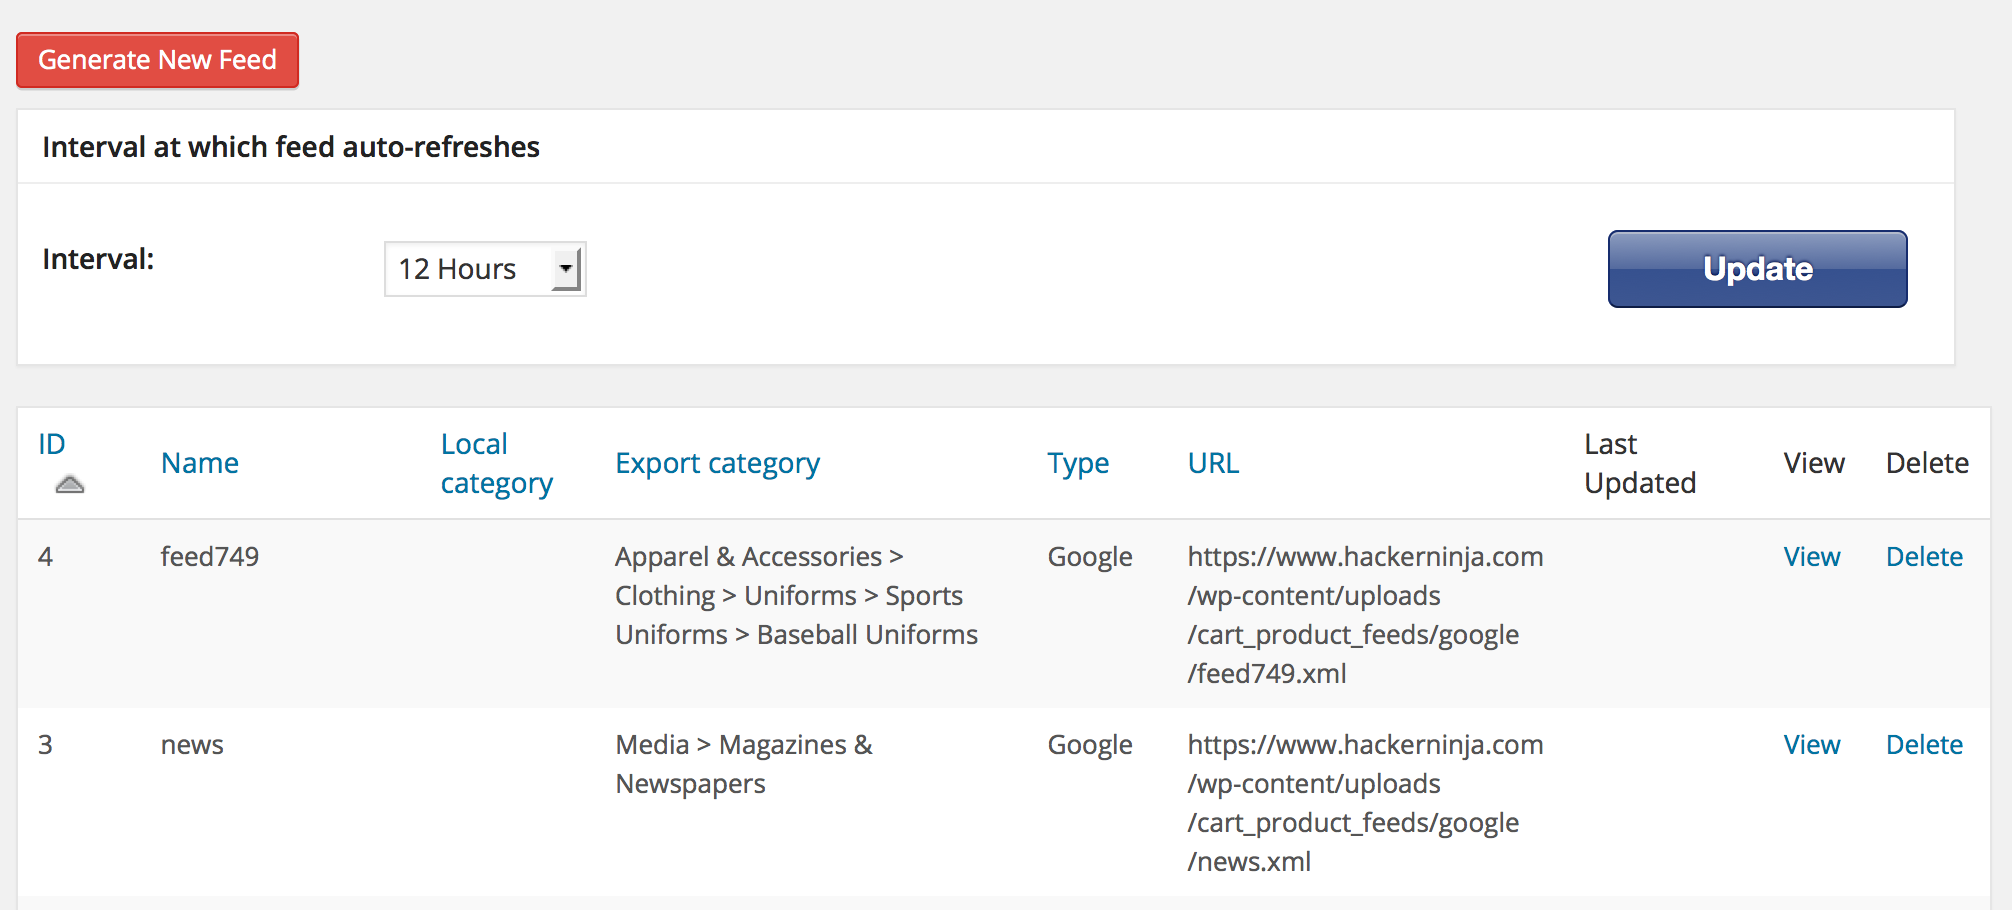 Generate New Feed
Interval at which feed auto-refreshes
Interval:
12 Hours
Update
ID
Name
Local
category
Export category
Type
URL
Last
Updated
View
Delete
4
feed749
Apparel & Accessories >
Clothing > Uniforms > Sports
Uniforms > Baseball Uniforms
Google
https://www.hackerninja.com
/wp-content/uploads
/cart_product_feeds/google
/feed749.xml
View
Delete
3
news
Media > Magazines &
Newspapers
Google
https://www.hackerninja.com
/wp-content/uploads
/cart_product_feeds/google
/news.xml
View
Delete